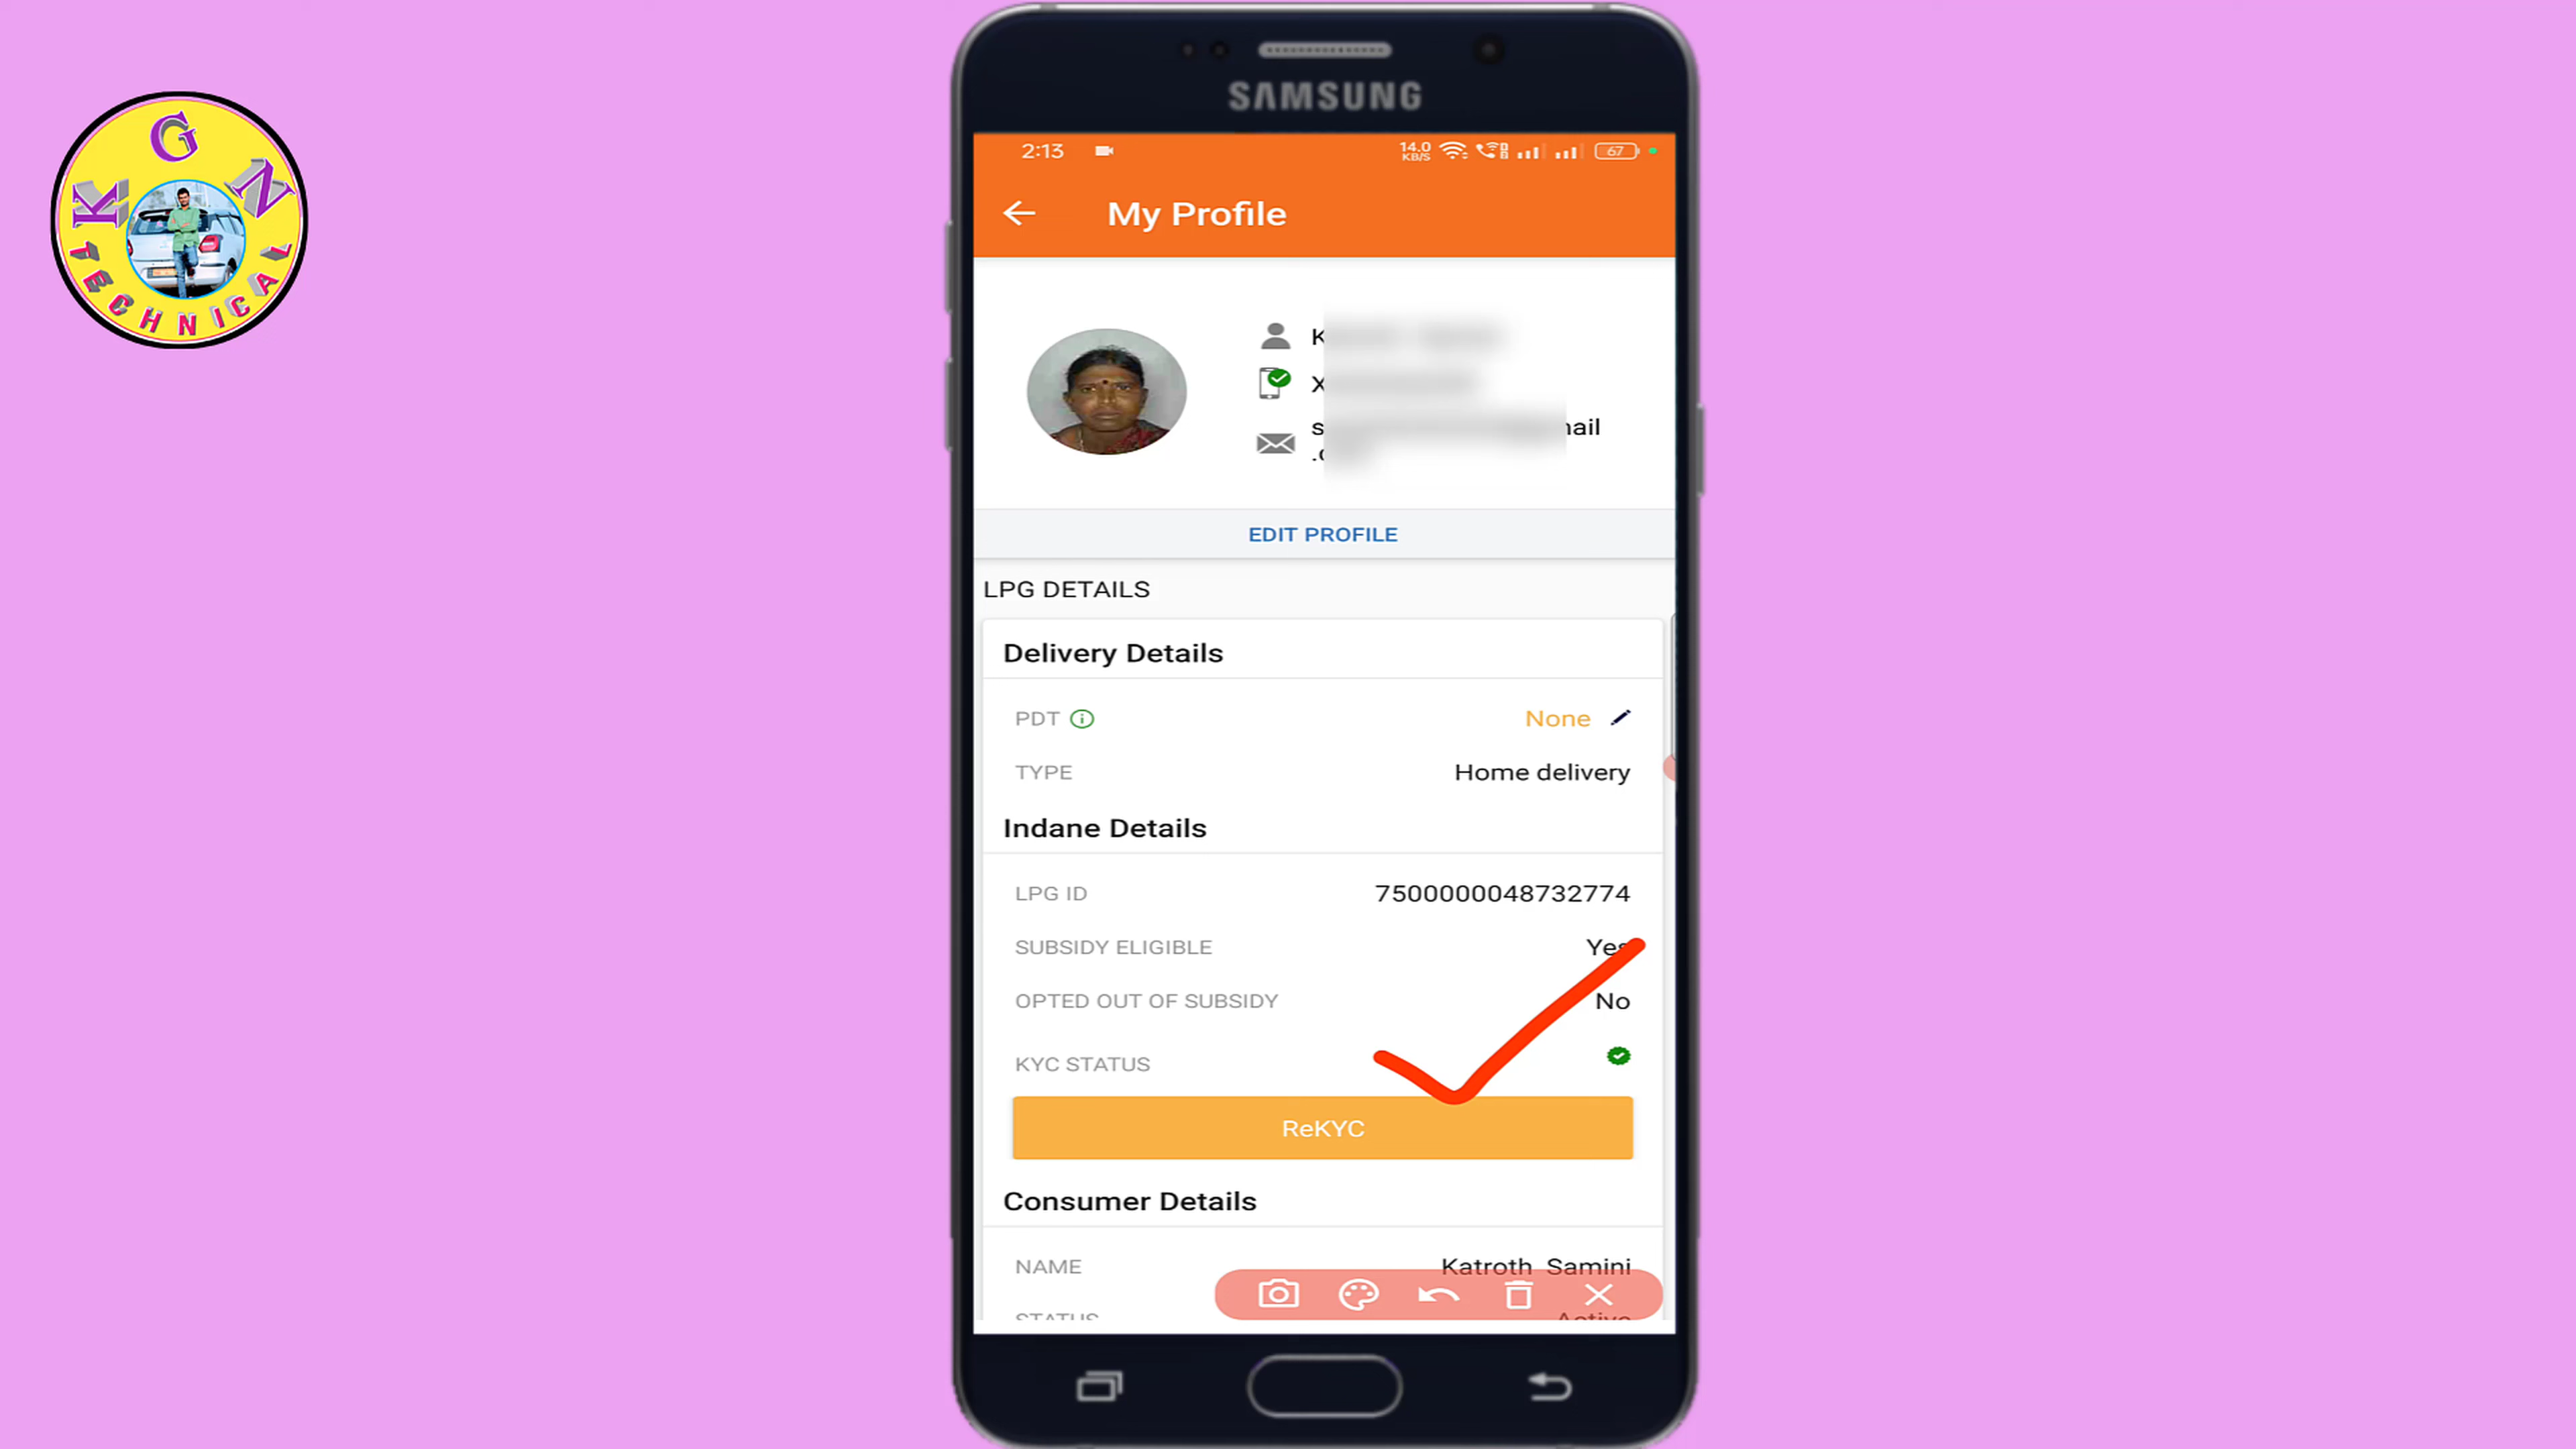 K G N
TECHNICAL
SAMSUNG
2:13
14.0
KB/S
67
My Profile
K
X
s
nail
EDIT PROFILE
LPG DETAILS
Delivery Details
PDT None
TYPE Home delivery
Indane Details
LPG ID 7500000048732774
SUBSIDY ELIGIBLE Yes
OPTED OUT OF SUBSIDY No
KYC STATUS
ReKYC
Consumer Details
NAME Katroth Samini
STATUS Active